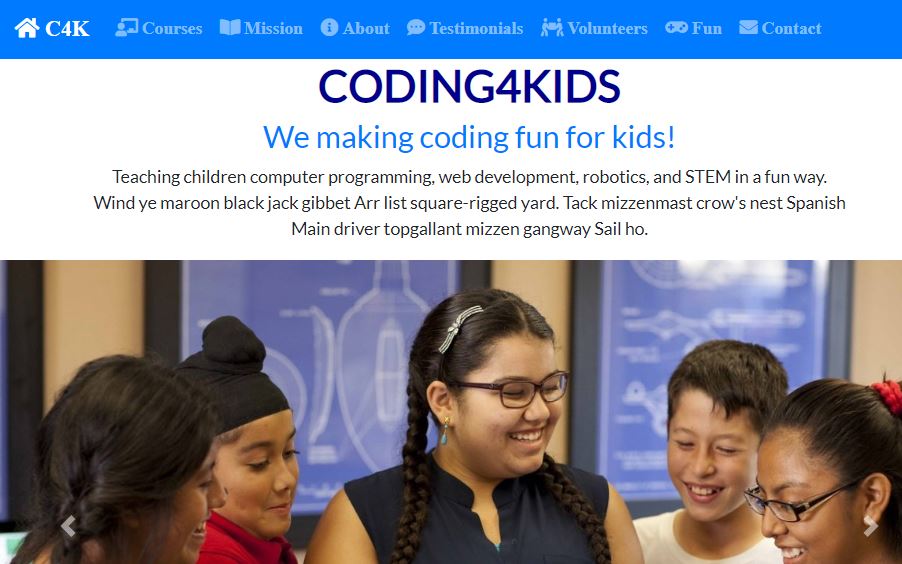 C4K Courses Mission About Testimonials Volunteers Fun Contact
CODING4KIDS
We making coding fun for kids!
Teaching children computer programming, web development, robotics, and STEM in a fun way.
Wind ye maroon black jack gibbet Arr list square-rigged yard. Tack mizzenmast crow's nest Spanish
Main driver topgallant mizzen gangway Sail ho.